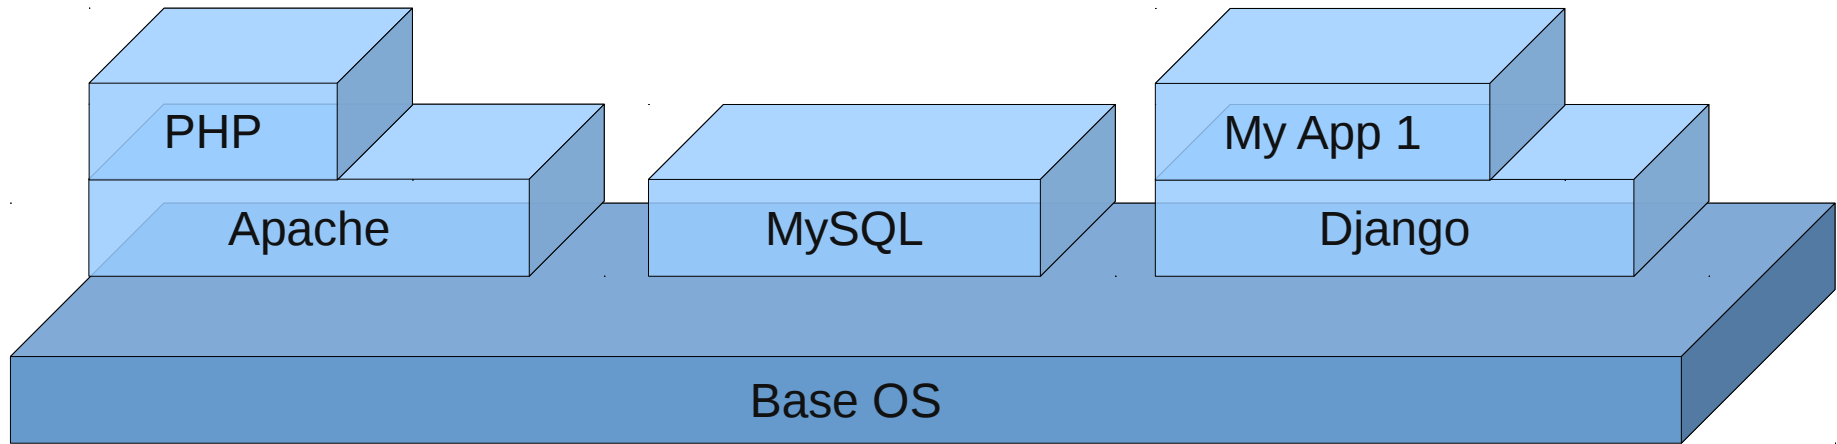 PHP
My App 1
Apache
MySQL
Django
Base OS